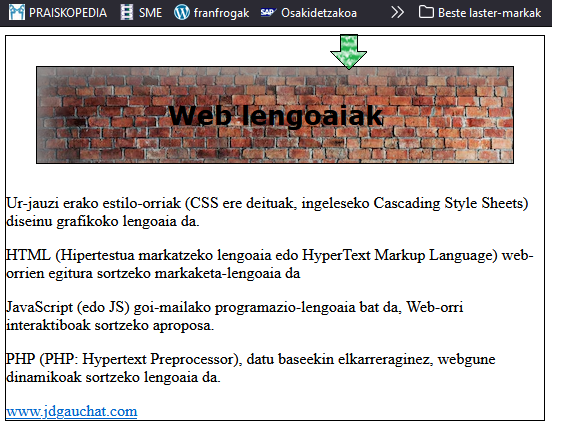 PRAISKOPEDIA SME franfrogak SAP Osakidetzakoa Beste laster-markak
Web lengoaiak
Ur-jauzi erako estilo-orriak (CSS ere deituak, ingeleseko Cascading Style Sheets)
diseinu grafikoko lengoaia da.
HTML (Hipertestua markatzeko lengoaia edo HyperText Markup Language) web-
orrien egitura sortzeko markaketa-lengoaia da
JavaScript (edo JS) goi-mailako programazio-lengoaia bat da, Web-orri
interaktiboak sortzeko aproposa.
PHP (PHP: Hypertext Preprocessor), datu baseekin elkarreraginez, webgune
dinamikoak sortzeko lengoaia da.
www.jdgauchat.com